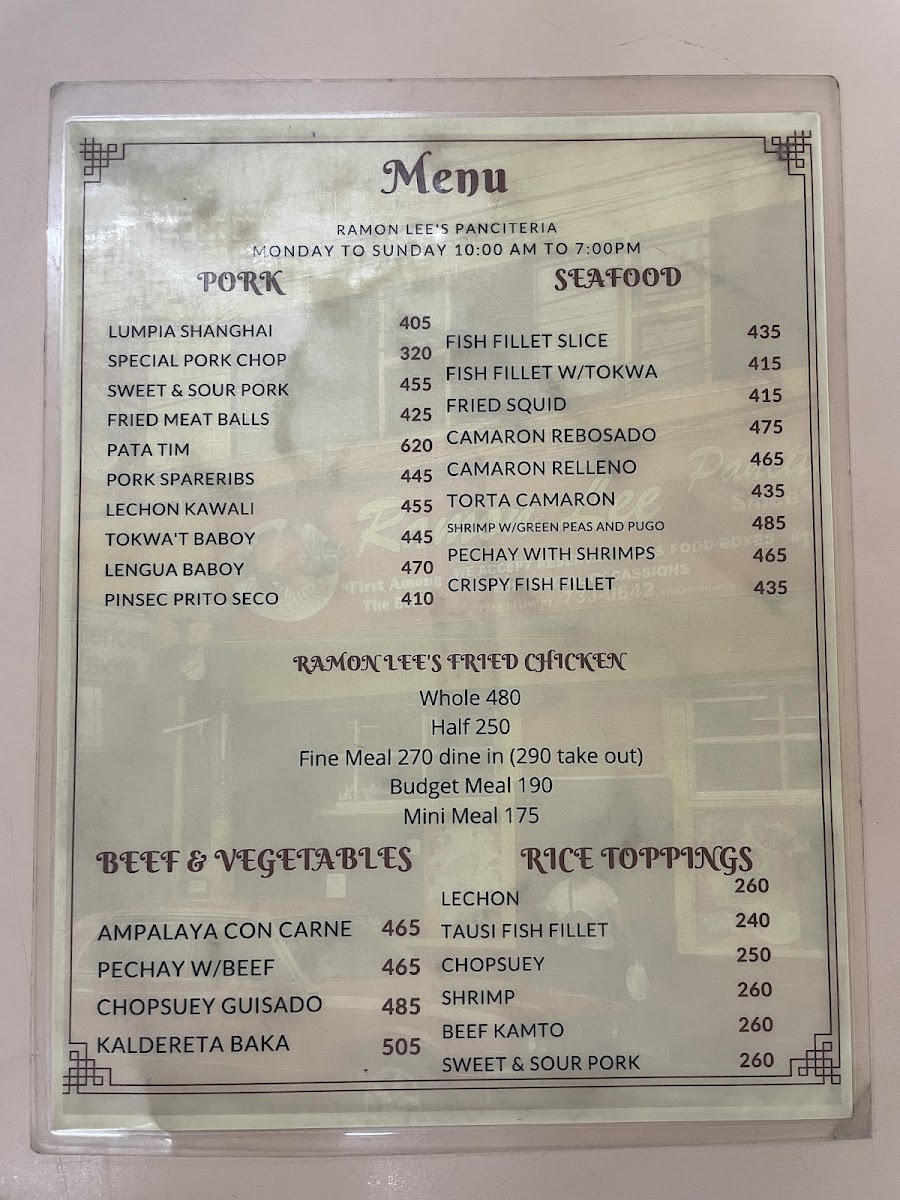 Menu
RAMON LEE'S PANCITERIA
MONDAY TO SUNDAY 10:00 AM TO 7:00PM
PORK
LUMPIA SHANGHAI 405
SPECIAL PORK CHOP 320
SWEET & SOUR PORK 455
FRIED MEAT BALLS 425
PATA TIM 620
PORK SPARERIBS 445
LECHON KAWALI 455
TOKWA'T BABOY 445
LENGUA BABOY 470
PINSEC PRITO SECO 410
SEAFOOD
FISH FILLET SLICE 435
FISH FILLET W/TOKWA 415
FRIED SQUID 415
CAMARON REBOSADO 475
CAMARON RELLENO 465
TORTA CAMARON 435
SHRIMP W/GREEN PEAS AND PUGO 485
PECHAY WITH SHRIMPS 465
CRISPY FISH FILLET 435
Ramon Lee
"First Among
733-0642
RAMON LEE'S FRIED CHICKEN
Whole 480
Half 250
Fine Meal 270 dine in (290 take out)
Budget Meal 190
Mini Meal 175
BEEF & VEGETABLES
AMPALAYA CON CARNE 465
PECHAY W/BEEF 465
CHOPSUEY GUISADO 485
KALDERETA BAKA 505
RICE TOPPINGS
LECHON 260
TAUSI FISH FILLET 240
CHOPSUEY 250
SHRIMP 260
BEEF KAMTO 260
SWEET & SOUR PORK 260